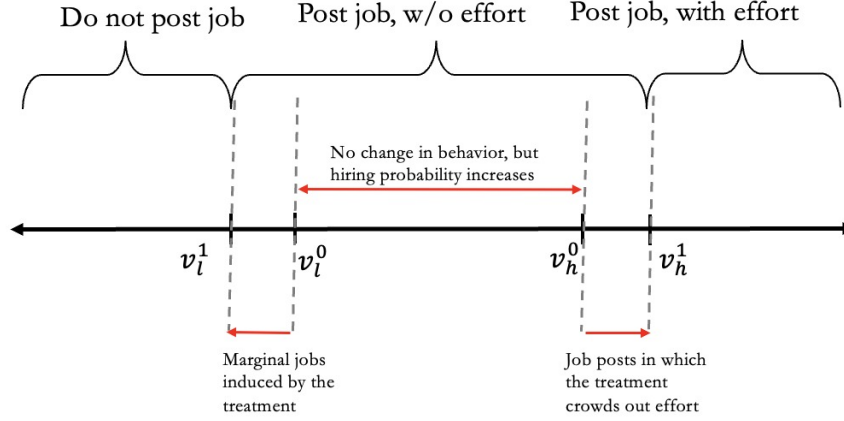 Do not post job
Post job, w/o effort
Post job, with effort
No change in behavior, but
hiring probability increases
v_l^1
v_l^0
v_h^0
v_h^1
Marginal jobs
induced by the
treatment
Job posts in which
the treatment
crowds out effort